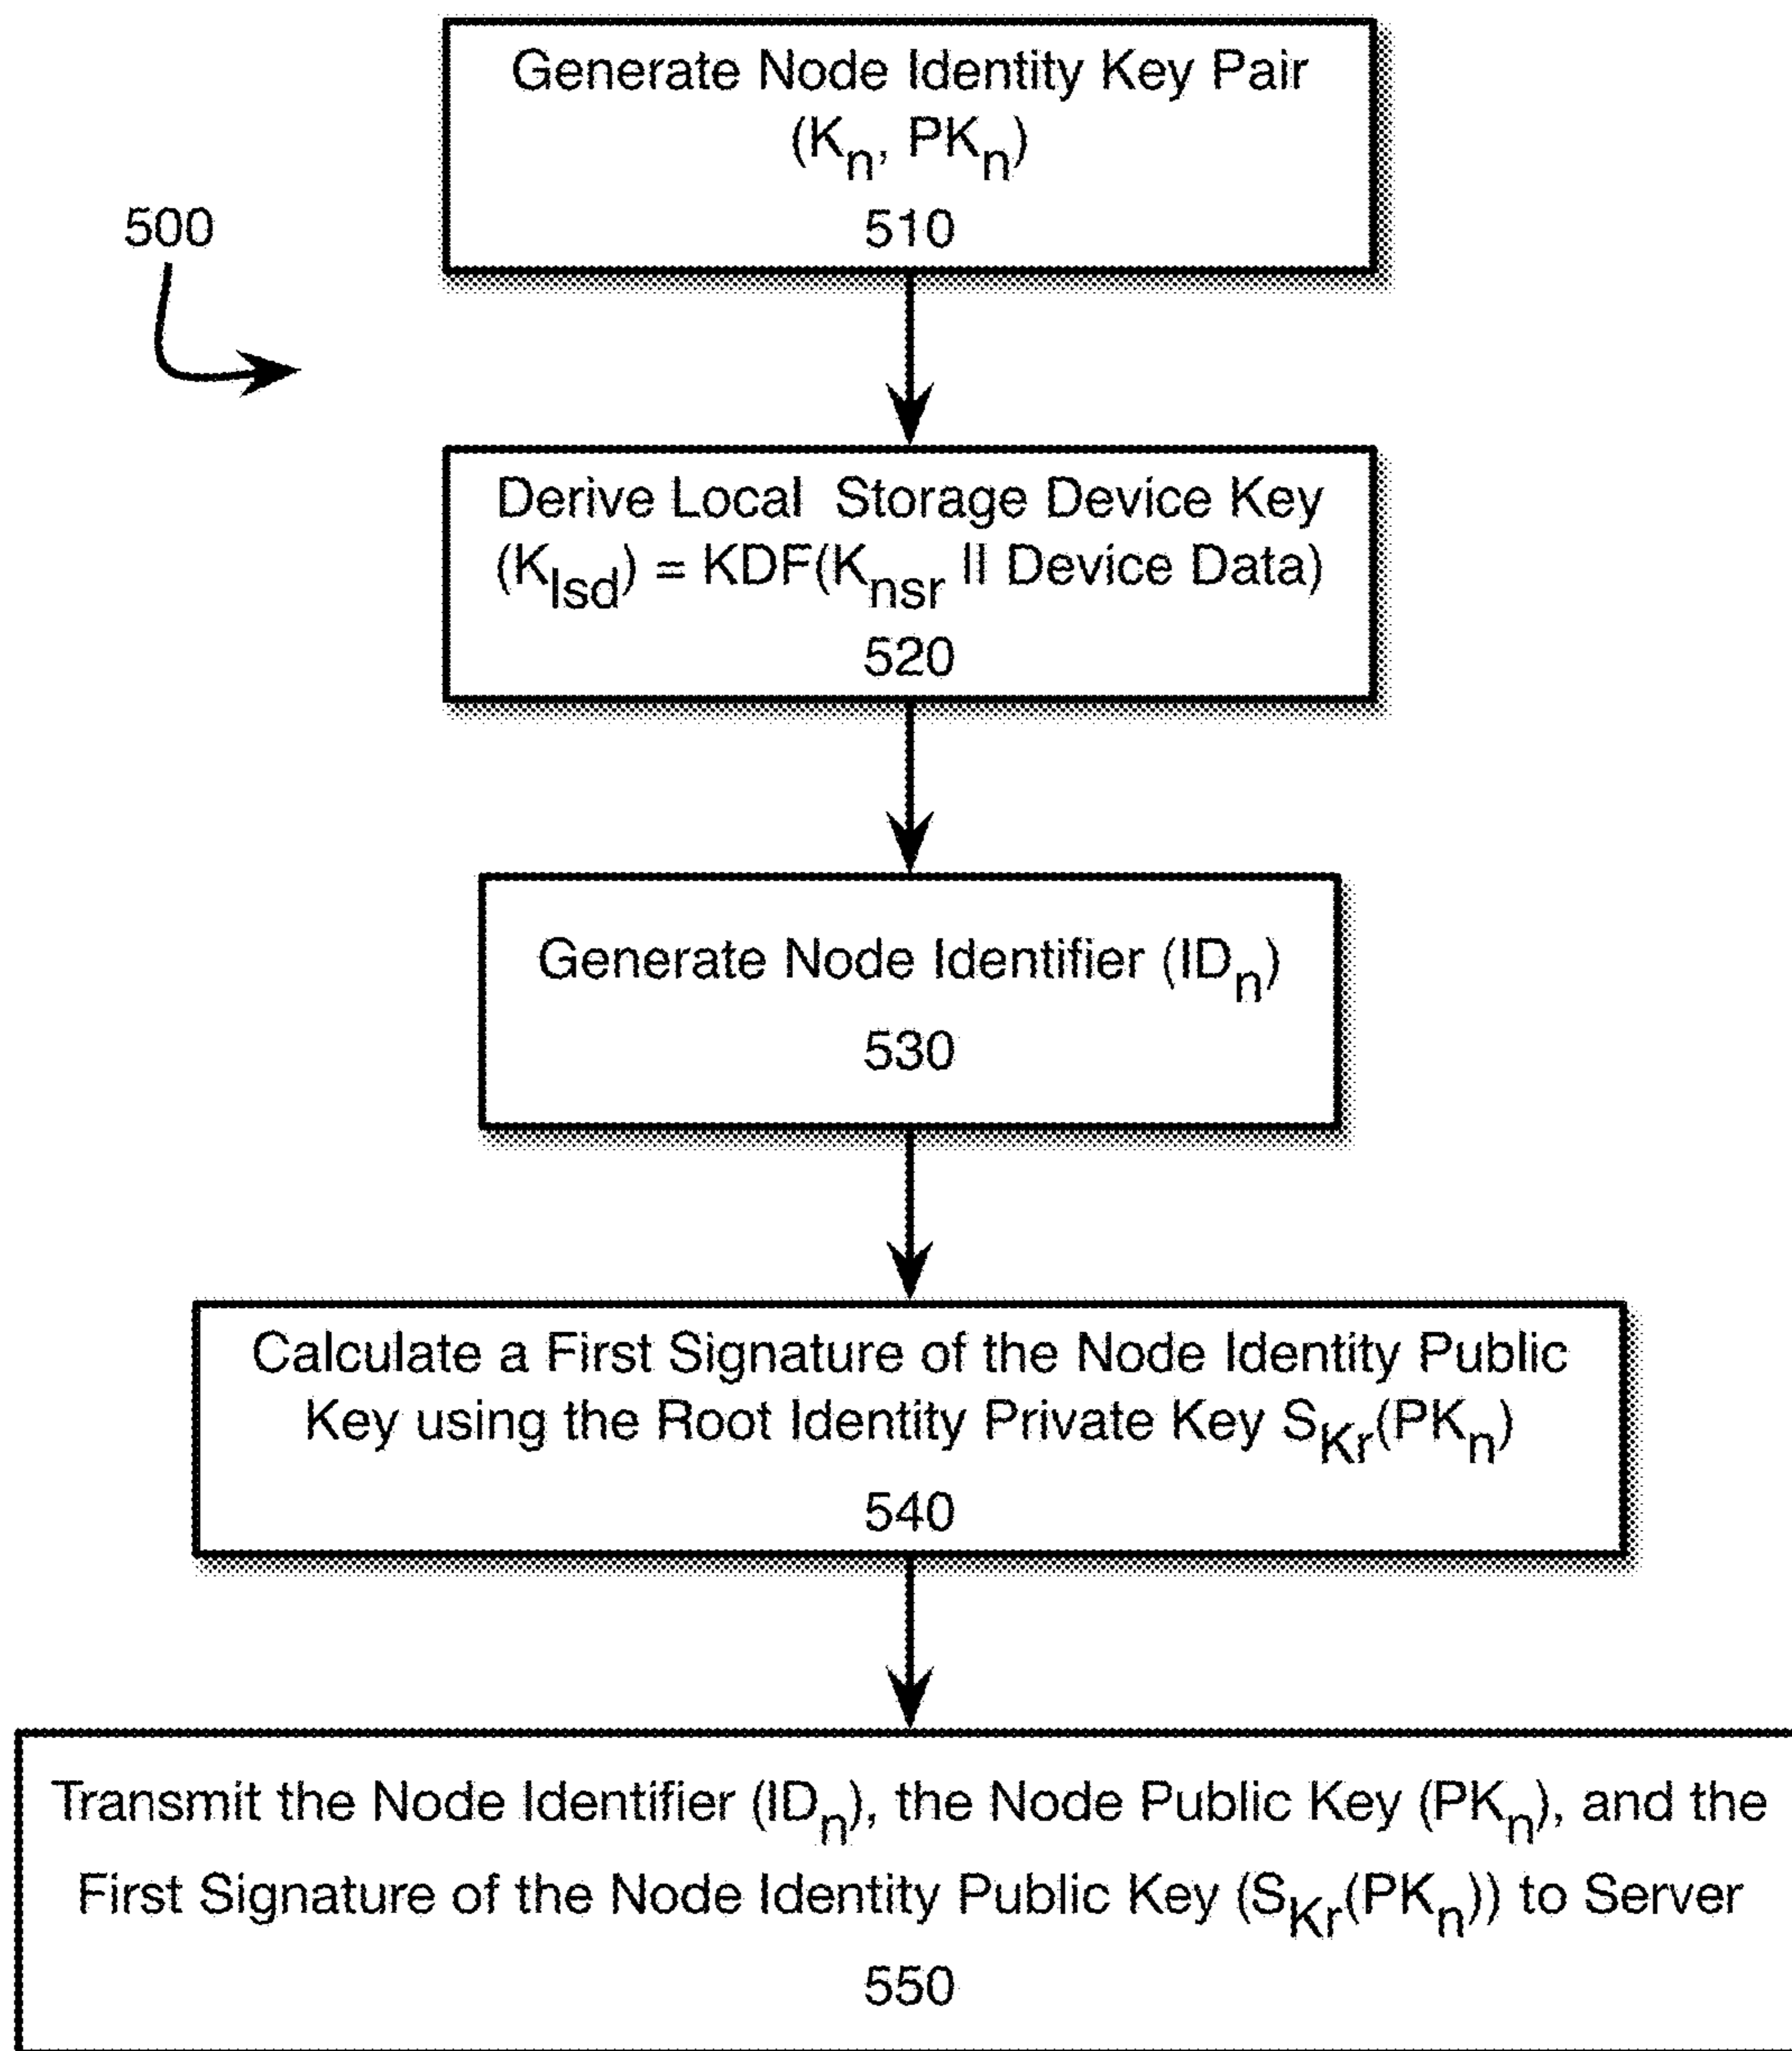 Generate Node Identity Key Pair
(Kn, PKn)
510
500
Derive Local Storage Device Key
(Klsd) = KDF(Knsr || Device Data)
520
Generate Node Identifier (IDn)
530
Calculate a First Signature of the Node Identity Public
Key using the Root Identity Private Key SKr(PKn)
540
Transmit the Node Identifier (IDn), the Node Public Key (PKn), and the
First Signature of the Node Identity Public Key (SKr(PKn)) to Server
550